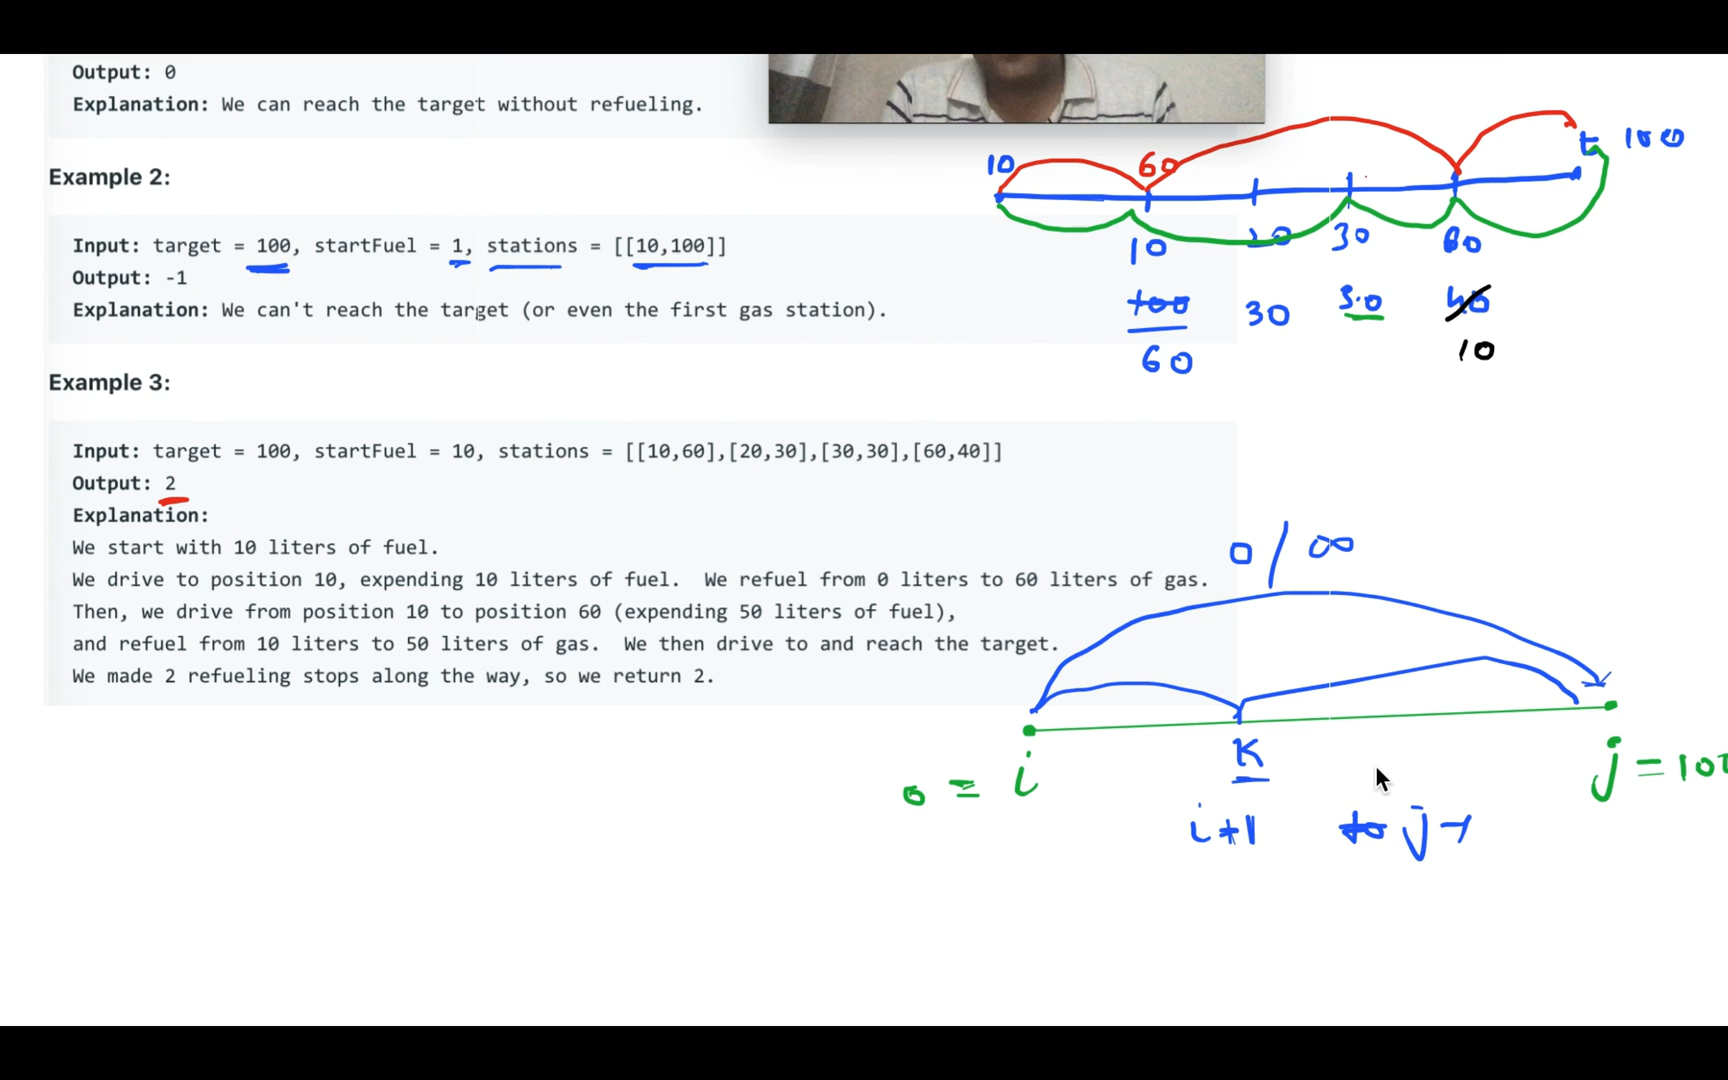 Output: 0
Explanation: We can reach the target without refueling.
Example 2:
Input: target = 100, startFuel = 1, stations = [[10,100]]
Output: -1
Explanation: We can't reach the target (or even the first gas station).
Example 3:
Input: target = 100, startFuel = 10, stations = [[10,60],[20,30],[30,30],[60,40]]
Output: 2
Explanation:
We start with 10 liters of fuel.
We drive to position 10, expending 10 liters of fuel.  We refuel from 0 liters to 60 liters of gas.
Then, we drive from position 10 to position 60 (expending 50 liters of fuel),
and refuel from 10 liters to 50 liters of gas.  We then drive to and reach the target.
We made 2 refueling stops along the way, so we return 2.
10 60 t 100
10 20 30 60
100 30 30 40
60 10
0 / ∞
K
0 = i j = 100
i+1 to j-1